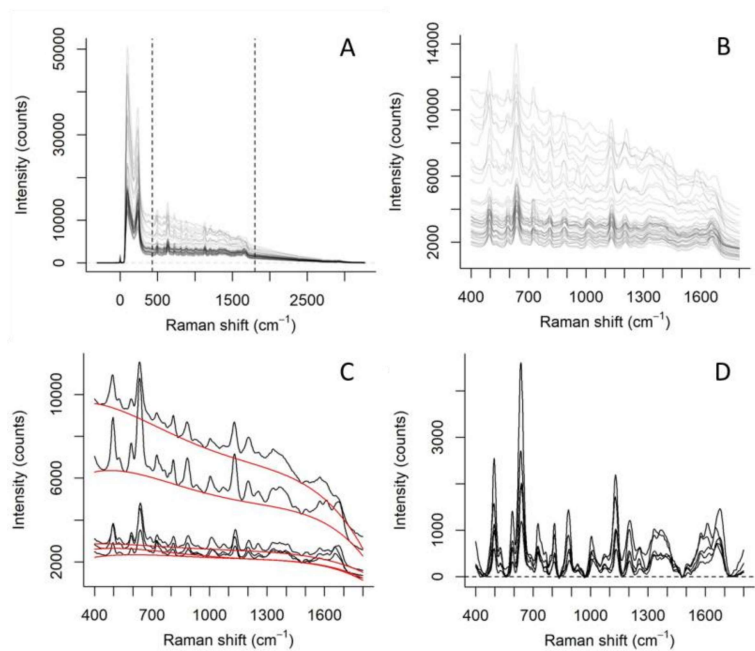 A
Intensity (counts)
50000
30000
10000
0
0 500 1500 2500
Raman shift (cm−1)
B
Intensity (counts)
14000
10000
6000
2000
400 700 1000 1300 1600
Raman shift (cm−1)
C
Intensity (counts)
10000
6000
2000
400 700 1000 1300 1600
Raman shift (cm−1)
D
Intensity (counts)
3000
1000
0
400 700 1000 1300 1600
Raman shift (cm−1)